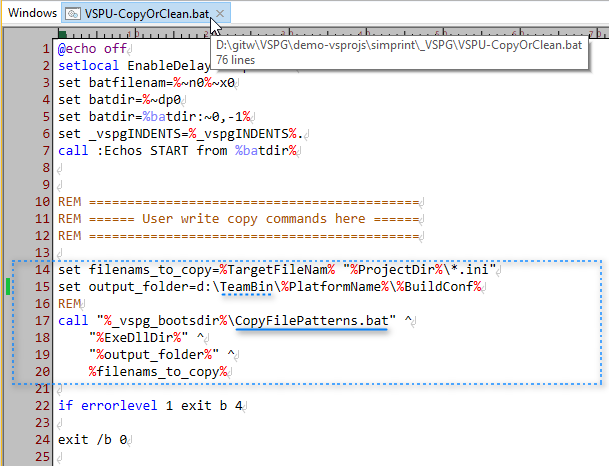 Windows VSPU-CopyOrClean.bat
D:\gitw\VSPG\demo-vsprojs\simprint\_VSPG\VSPU-CopyOrClean.bat
76 lines
1 @echo off
2 setlocal EnableDelay
3 set batfilenam=%~n0%~x0
4 set batdir=%~dp0
5 set batdir=%batdir:~0,-1%
6 set _vspgINDENTS=%_vspgINDENTS%.
7 call :Echos START from %batdir%
8
9
10 REM ===========================================
11 REM ====== User write copy commands here ======
12 REM ===========================================
13
14 set filenams_to_copy=%TargetFileNam% "%ProjectDir%\*.ini"
15 set output_folder=d:\TeamBin\%PlatformName%\%BuildConf%
16 REM
17 call "%_vspg_bootsdir%\CopyFilePatterns.bat" ^
18     "%ExeDllDir%" ^
19     "%output_folder%" ^
20     %filenams_to_copy%
21
22 if errorlevel 1 exit b 4
23
24 exit /b 0
25